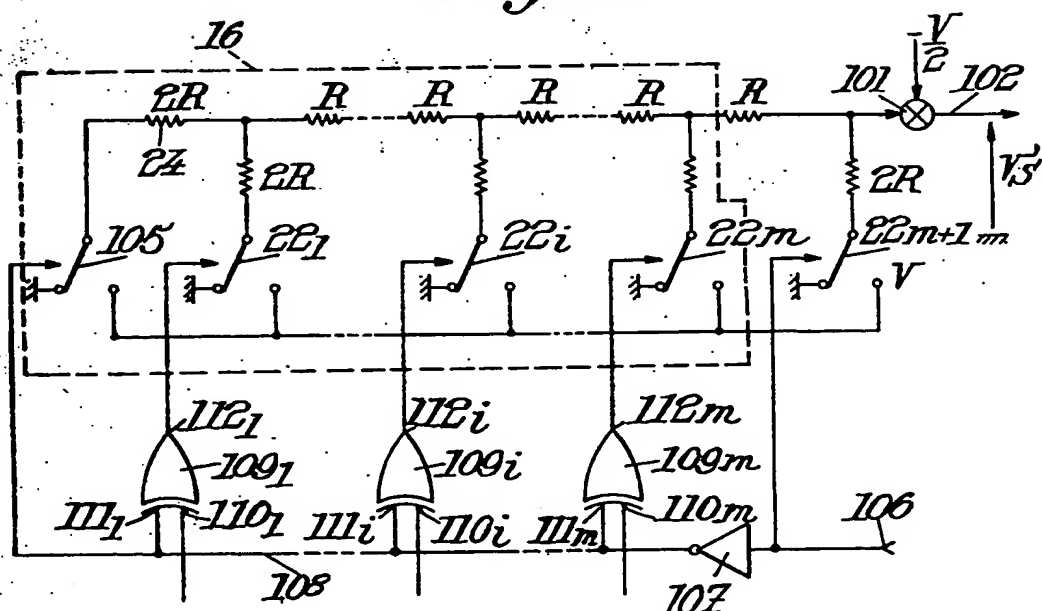 16
-V/2
101
102
2R R R R R R
24
2R
2R
V's
105
22₁
22i
22m
22m+1
V
112₁
112i
112m
109₁
109i
109m
111₁
110₁
111i
110i
111m
110m
106
108
107